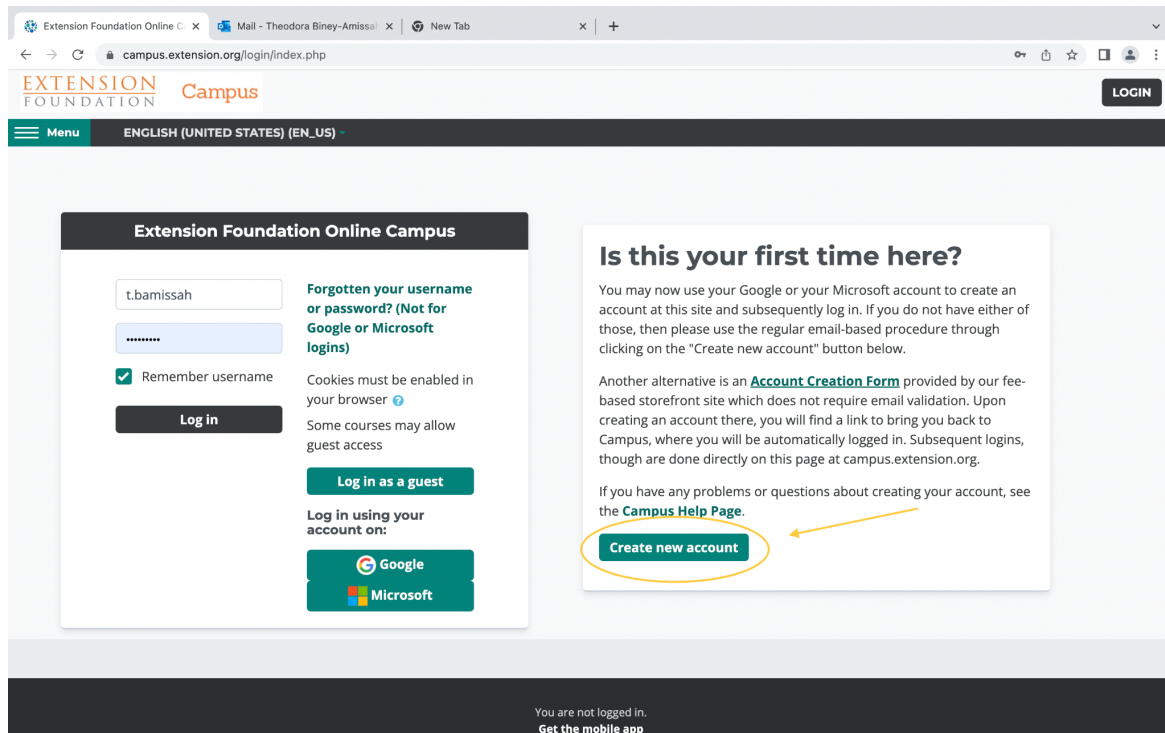 Extension Foundation Online C
Mail - Theodora Biney-Amissah
New Tab
campus.extension.org/login/index.php
EXTENSION
FOUNDATION
Campus
LOGIN
Menu
ENGLISH (UNITED STATES) (EN_US)
Extension Foundation Online Campus
t.bamissah
•••••••••
Remember username
Log in
Forgotten your username
or password? (Not for
Google or Microsoft
logins)
Cookies must be enabled in
your browser
Some courses may allow
guest access
Log in as a guest
Log in using your
account on:
Google
Microsoft
Is this your first time here?
You may now use your Google or your Microsoft account to create an
account at this site and subsequently log in. If you do not have either of
those, then please use the regular email-based procedure through
clicking on the "Create new account" button below.
Another alternative is an Account Creation Form provided by our fee-
based storefront site which does not require email validation. Upon
creating an account there, you will find a link to bring you back to
Campus, where you will be automatically logged in. Subsequent logins,
though are done directly on this page at campus.extension.org.
If you have any problems or questions about creating your account, see
the Campus Help Page.
Create new account
You are not logged in.
Get the mobile app